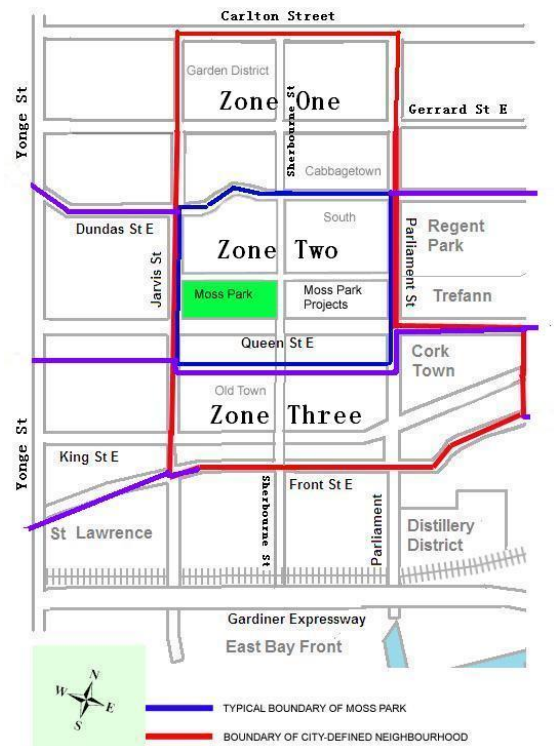 Carlton Street
Garden District
Zone One
Yonge St
Sherbourne St
Gerrard St E
Cabbagetown
South
Dundas St E
Zone Two
Regent
Park
Jarvis St
Parliament St
Moss Park
Moss Park
Projects
Trefann
Queen St E
Cork
Town
Old Town
Zone Three
Yonge St
King St E
Sherbourne St
Front St E
Parliament
St Lawrence
Distillery
District
Gardiner Expressway
East Bay Front
N
W
E
S
TYPICAL BOUNDARY OF MOSS PARK
BOUNDARY OF CITY-DEFINED NEIGHBOURHOOD